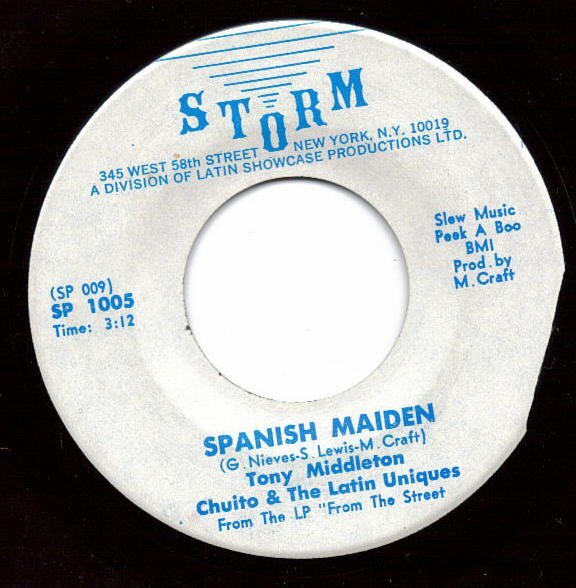 STORM
345 WEST 58th STREET NEW YORK, N.Y. 10019
A DIVISION OF LATIN SHOWCASE PRODUCTIONS LTD.
Slew Music
Peek A Boo
BMI
Prod. by
M. Craft
(SP 009)
SP 1005
Time: 3:12
SPANISH MAIDEN
(G. Nieves-S. Lewis-M. Craft)
Tony Middleton
Chuito & The Latin Uniques
From The LP "From The Street